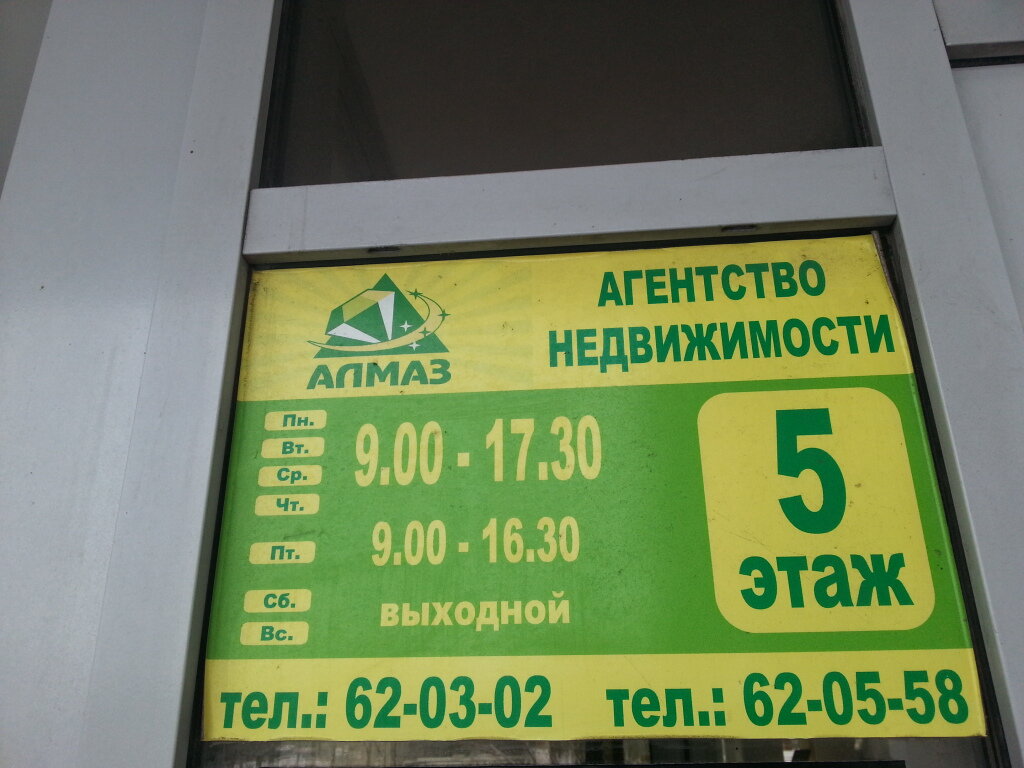 АЛМАЗ
АГЕНТСТВО
НЕДВИЖИМОСТИ
Пн.
Вт.
Ср.
Чт.
9.00 - 17.30
Пт.
9.00 - 16.30
Сб.
Вс.
выходной
5
этаж
тел.: 62-03-02 тел.: 62-05-58